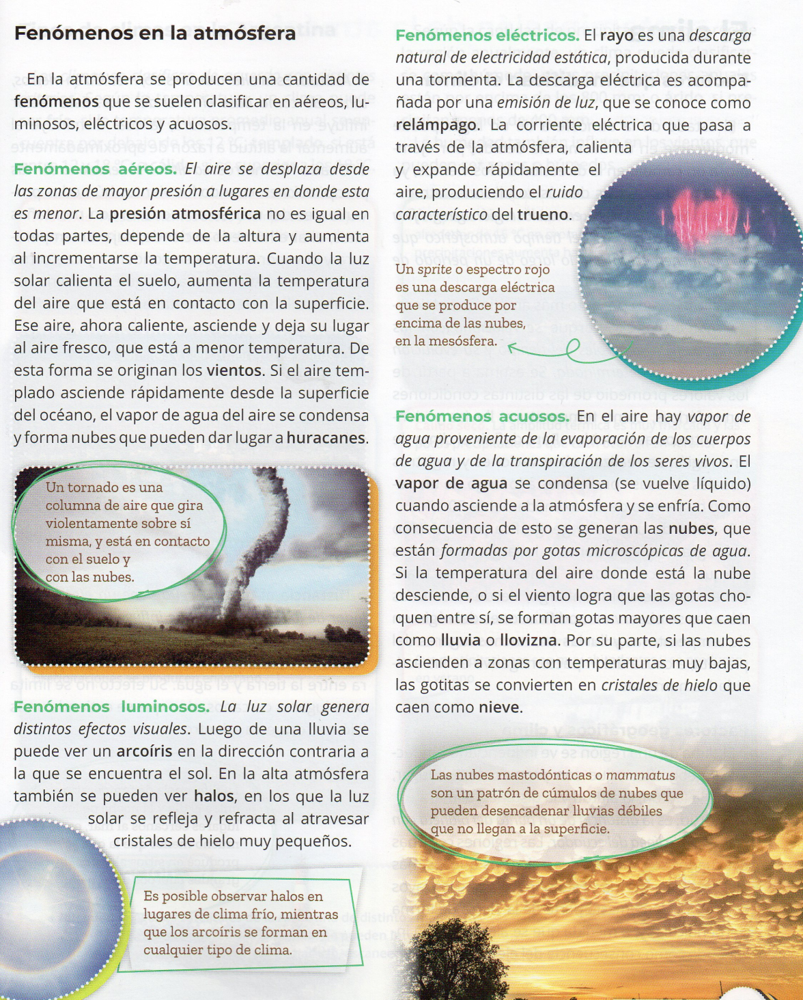 Fenómenos en la atmósfera
En la atmósfera se producen una cantidad de
fenómenos que se suelen clasificar en aéreos, lu-
minosos, eléctricos y acuosos.
Fenómenos aéreos. El aire se desplaza desde
las zonas de mayor presión a lugares en donde esta
es menor. La presión atmosférica no es igual en
todas partes, depende de la altura y aumenta
al incrementarse la temperatura. Cuando la luz
solar calienta el suelo, aumenta la temperatura
del aire que está en contacto con la superficie.
Ese aire, ahora caliente, asciende y deja su lugar
al aire fresco, que está a menor temperatura. De
esta forma se originan los vientos. Si el aire tem-
plado asciende rápidamente desde la superficie
del océano, el vapor de agua del aire se condensa
y forma nubes que pueden dar lugar a huracanes.
Un tornado es una
columna de aire que gira
violentamente sobre sí
misma, y está en contacto
con el suelo y
con las nubes.
Fenómenos luminosos. La luz solar genera
distintos efectos visuales. Luego de una lluvia se
puede ver un arcoíris en la dirección contraria a
la que se encuentra el sol. En la alta atmósfera
también se pueden ver halos, en los que la luz
solar se refleja y refracta al atravesar
cristales de hielo muy pequeños.
Es posible observar halos en
lugares de clima frío, mientras
que los arcoíris se forman en
cualquier tipo de clima.
Fenómenos eléctricos. El rayo es una descarga
natural de electricidad estática, producida durante
una tormenta. La descarga eléctrica es acompa-
ñada por una emisión de luz, que se conoce como
relámpago. La corriente eléctrica que pasa a
través de la atmósfera, calienta
y expande rápidamente el
aire, produciendo el ruido
característico del trueno.
Un sprite o espectro rojo
es una descarga eléctrica
que se produce por
encima de las nubes,
en la mesósfera.
Fenómenos acuosos. En el aire hay vapor de
agua proveniente de la evaporación de los cuerpos
de agua y de la transpiración de los seres vivos. El
vapor de agua se condensa (se vuelve líquido)
cuando asciende a la atmósfera y se enfría. Como
consecuencia de esto se generan las nubes, que
están formadas por gotas microscópicas de agua.
Si la temperatura del aire donde está la nube
desciende, o si el viento logra que las gotas cho-
quen entre sí, se forman gotas mayores que caen
como lluvia o llovizna. Por su parte, si las nubes
ascienden a zonas con temperaturas muy bajas,
las gotitas se convierten en cristales de hielo que
caen como nieve.
Las nubes mastodónticas o mammatus
son un patrón de cúmulos de nubes que
pueden desencadenar lluvias débiles
que no llegan a la superficie.